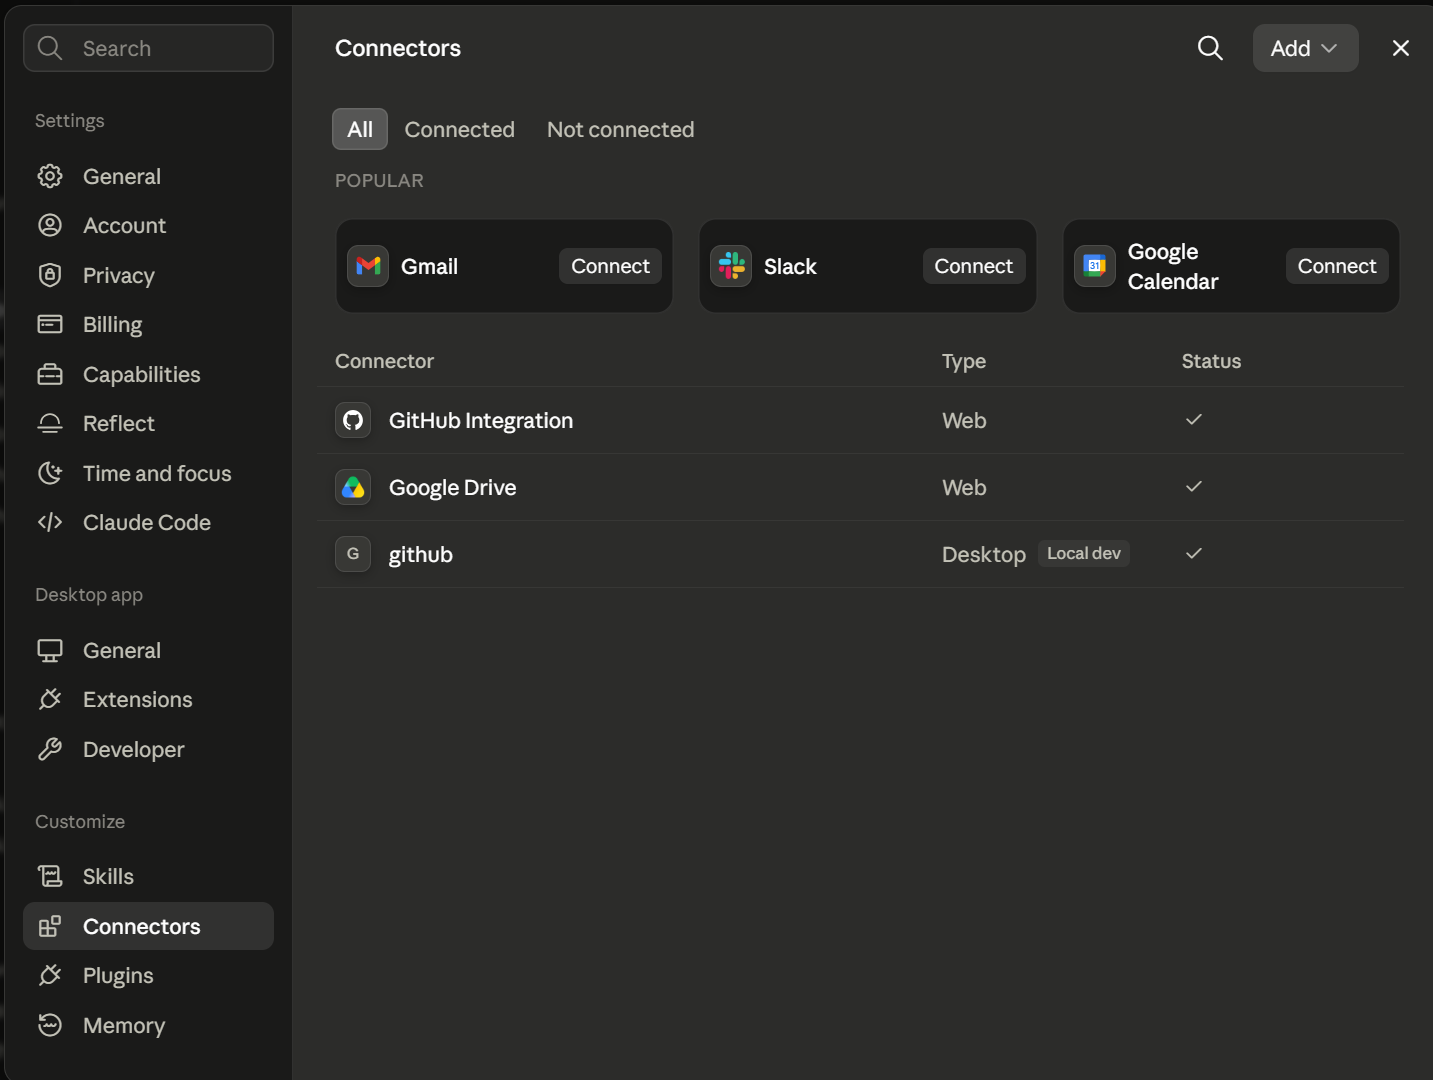 Search
Settings
General
Account
Privacy
Billing
Capabilities
Reflect
Time and focus
Claude Code
Desktop app
General
Extensions
Developer
Customize
Skills
Connectors
Plugins
Memory
Connectors
Add
All Connected Not connected
POPULAR
Gmail Connect
Slack Connect
31
Google
Calendar
Connect
Connector Type Status
GitHub Integration Web
Google Drive Web
G github Desktop Local dev